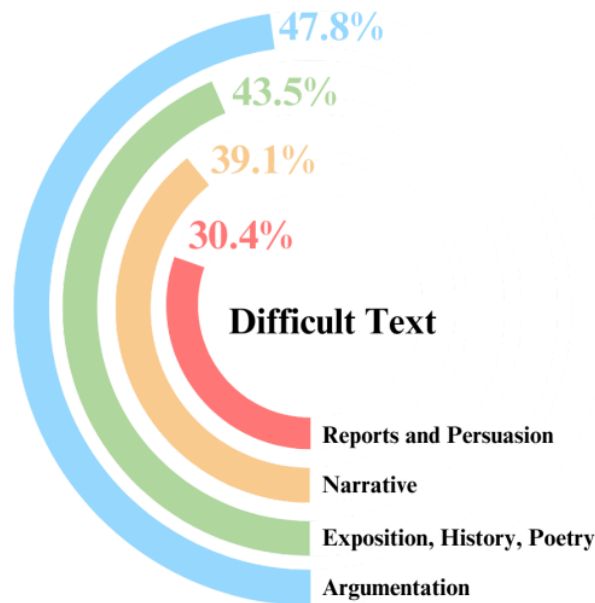 47.8%
43.5%
39.1%
30.4%
Difficult Text
Reports and Persuasion
Narrative
Exposition, History, Poetry
Argumentation